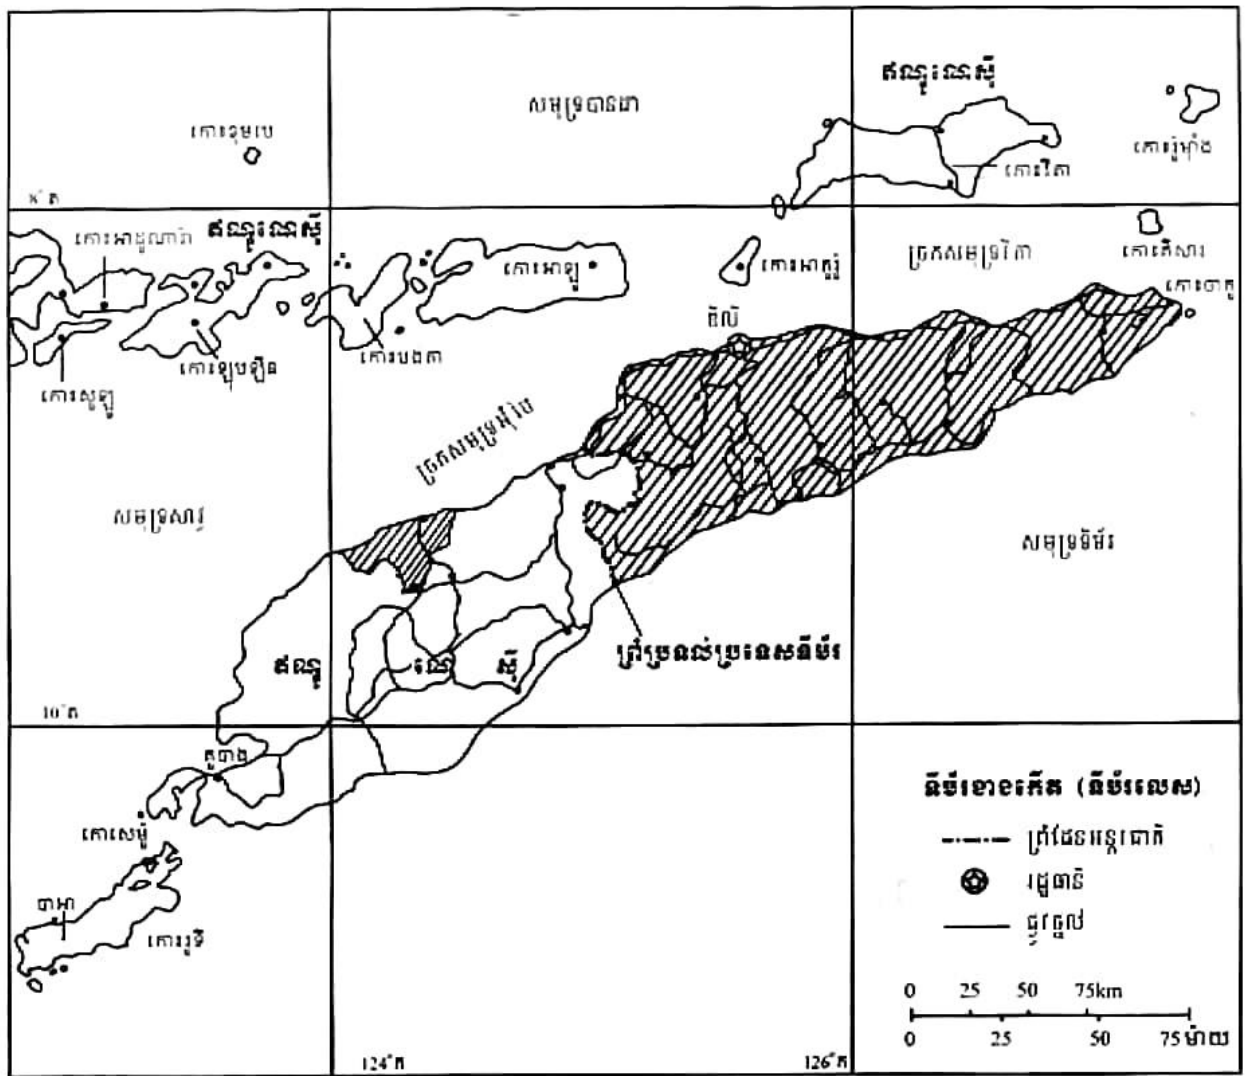 ឥណ្ឌូណេស៊ី
សមុទ្របានដា
កោះខុមបេ
កោះរ៉ូម៉ាំង
កោះវិតា
៤° ត
ឥណ្ឌូណេស៊ី
កោះអាដូណារ៉ា
កោះអាឡូ
កោះអាតូរ៉ូ
ច្រកសមុទ្រវិតា
កោះគិសារ
កោះចាកូ
ឌីលី
កោះបងតា
កោះឡុបឡិន
កោះសូឡូ
ច្រកសមុទ្រអុំបៃ
សមុទ្រសាវូ
សមុទ្រទីម័រ
ព្រំប្រទល់ប្រទេសទីម័រ
ឥណ្ឌូ ណេ ស៊ី
10° ត
គូបាង
កោះសេម៉ូ
បាអា
កោះរូទី
ទីម័រខាងកើត (ទីម័រលេស)
ព្រំដែនអន្តរជាតិ
រដ្ឋធានី
ផ្លូវថ្នល់
0 25 50 75km
0 25 50 75 ម៉ាយ
124° ក
126° ក